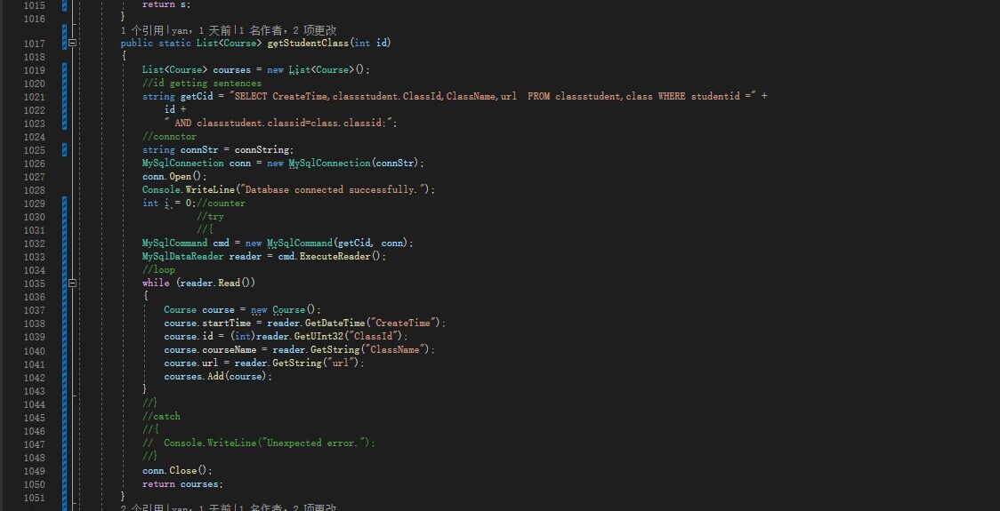 1015 return s;
1016 }
1 个引用|yan，1 天前|1 名作者，2 项更改
1017 public static List<Course> getStudentClass(int id)
1018 {
1019 List<Course> courses = new List<Course>();
1020 //id getting sentences
1021 string getCid = "SELECT CreateTime,classstudent.ClassId,ClassName,url  FROM classstudent,class WHERE studentid =" +
1022 id +
1023 " AND classstudent.classid=class.classid;";
1024 //connctor
1025 string connStr = connString;
1026 MySqlConnection conn = new MySqlConnection(connStr);
1027 conn.Open();
1028 Console.WriteLine("Database connected successfully.");
1029 int i = 0;//counter
1030 //try
1031 //{
1032 MySqlCommand cmd = new MySqlCommand(getCid, conn);
1033 MySqlDataReader reader = cmd.ExecuteReader();
1034 //loop
1035 while (reader.Read())
1036 {
1037 Course course = new Course();
1038 course.startTime = reader.GetDateTime("CreateTime");
1039 course.id = (int)reader.GetUInt32("ClassId");
1040 course.courseName = reader.GetString("ClassName");
1041 course.url = reader.GetString("url");
1042 courses.Add(course);
1043 }
1044 //}
1045 //catch
1046 //{
1047 //  Console.WriteLine("Unexpected error.");
1048 //}
1049 conn.Close();
1050 return courses;
1051 }
2 个引用|yan，1 天前|1 名作者，2 项更改